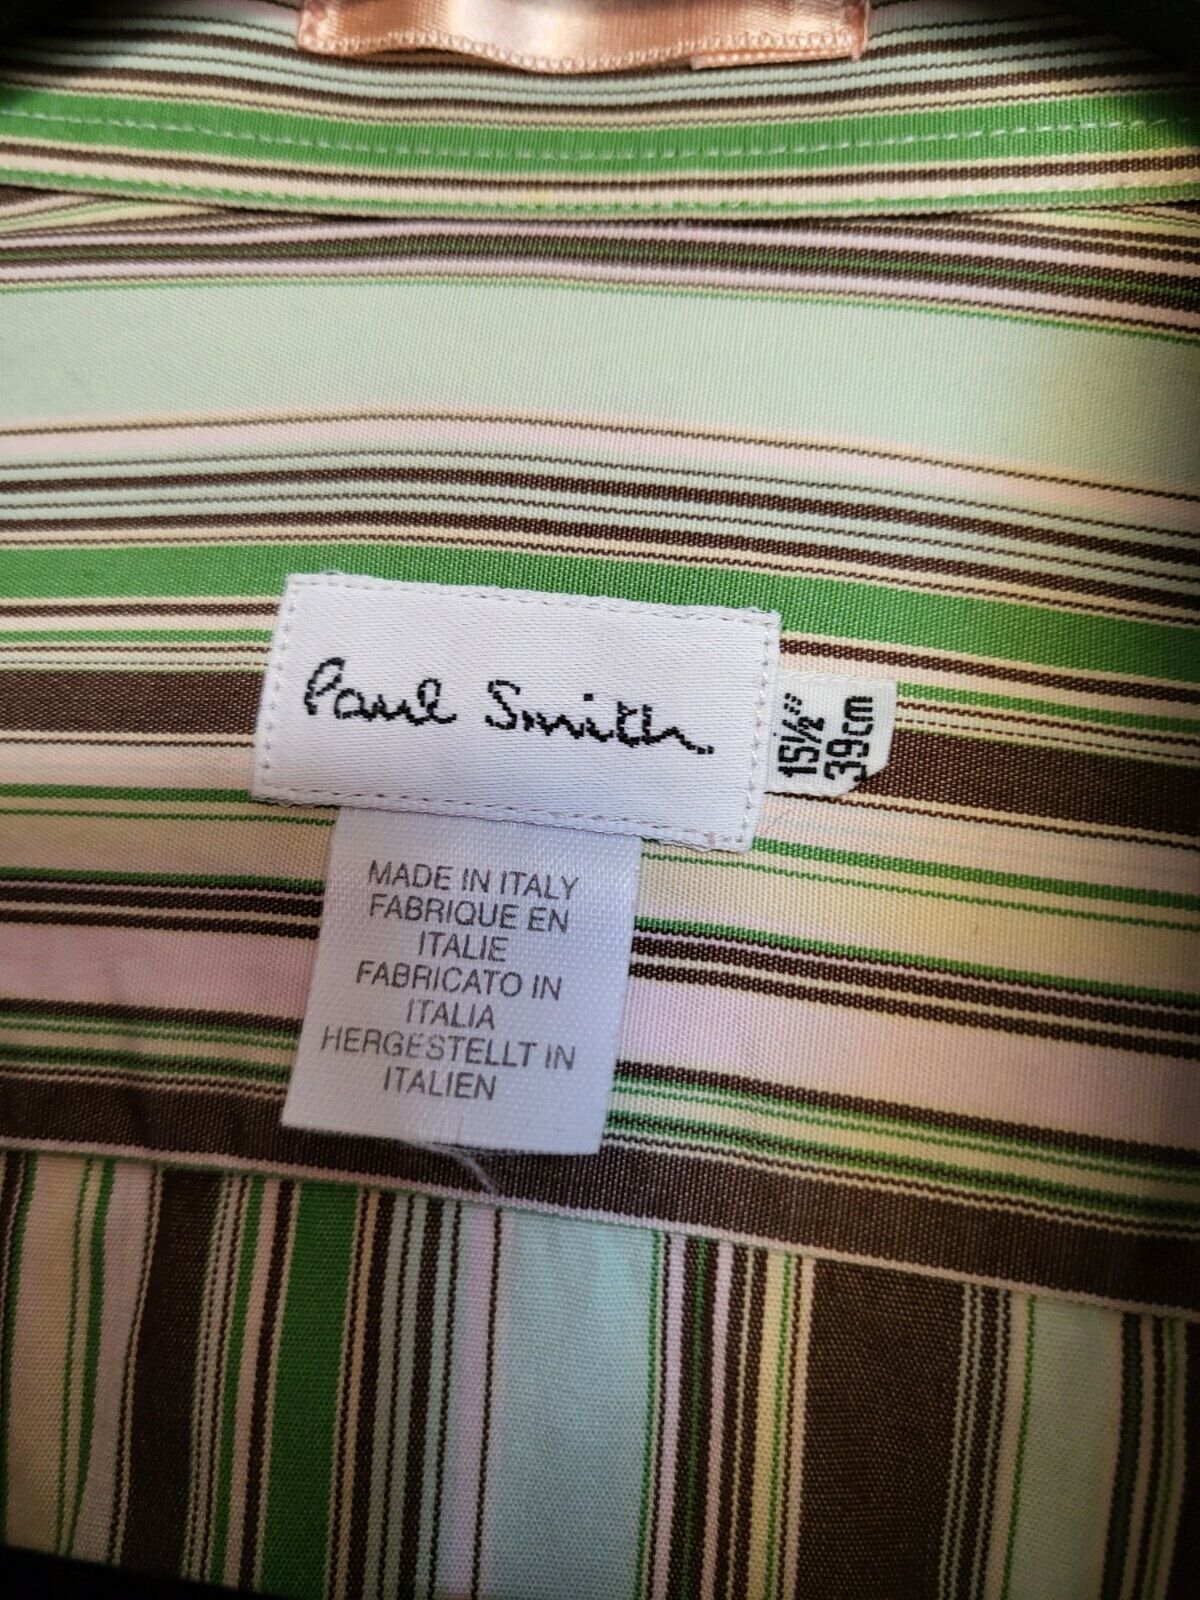 Paul Smith
15½"
39cm
MADE IN ITALY
FABRIQUE EN
ITALIE
FABRICATO IN
ITALIA
HERGESTELLT IN
ITALIEN